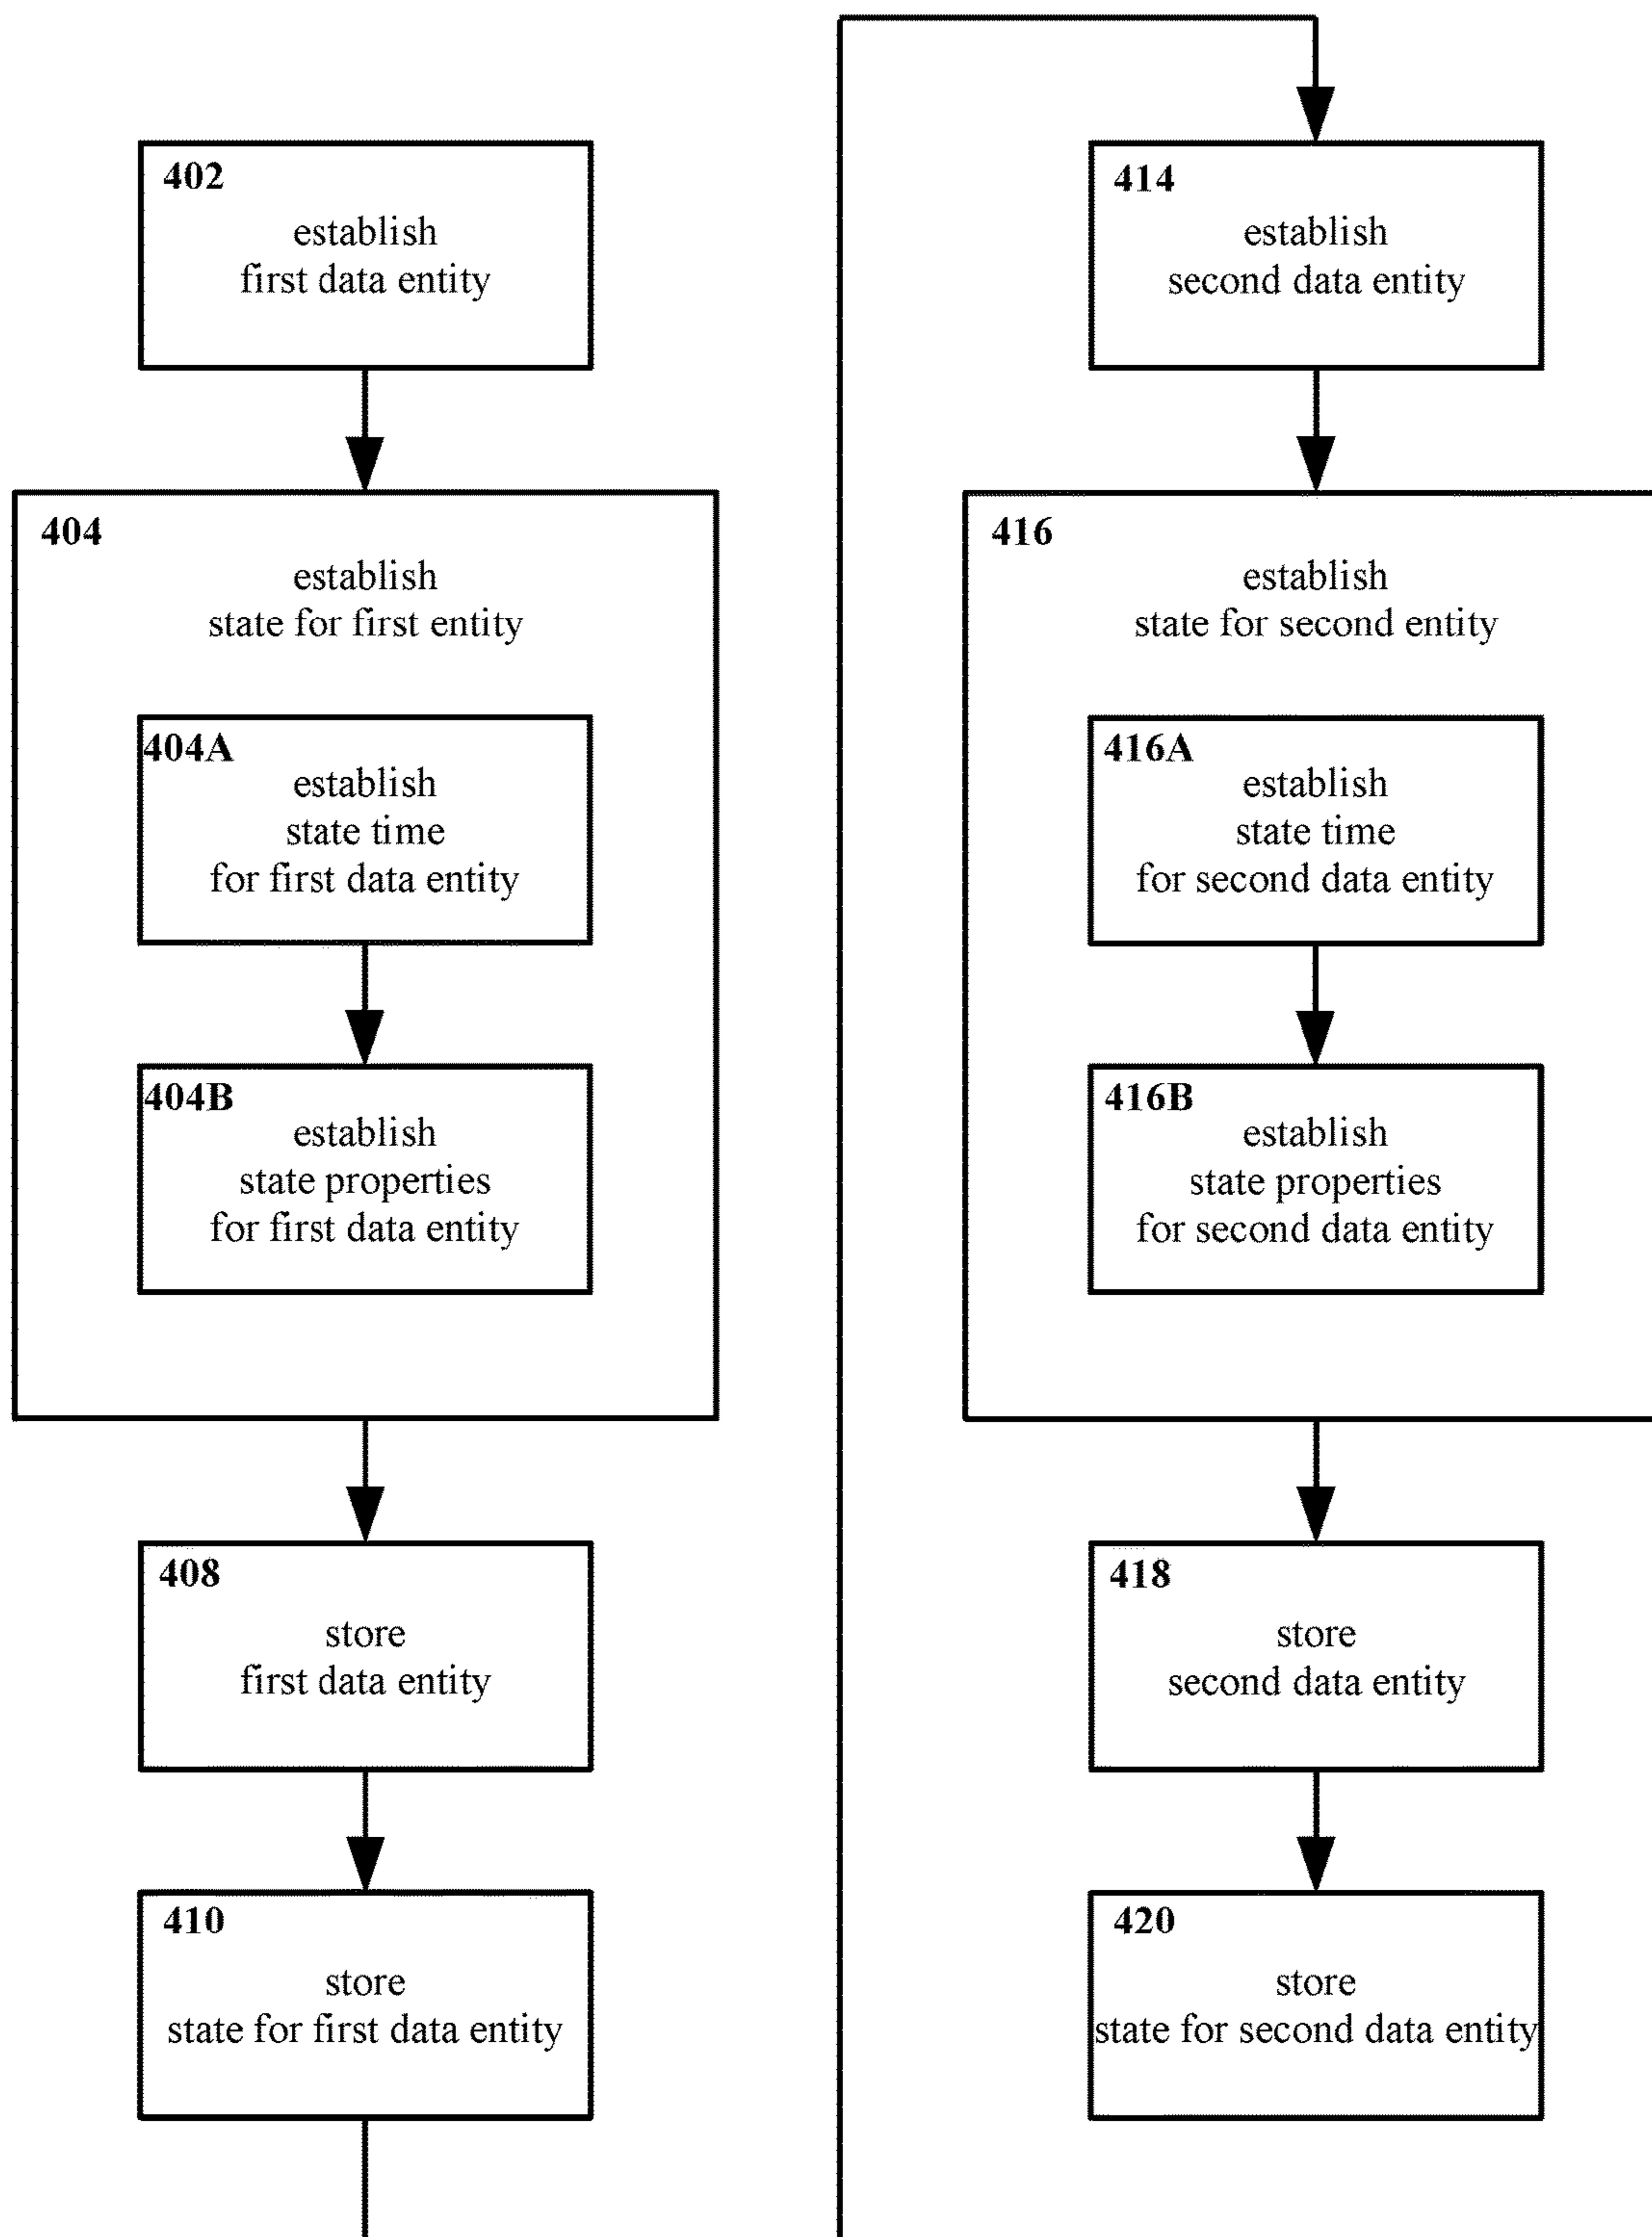 402
establish
first data entity
404
establish
state for first entity
404A
establish
state time
for first data entity
404B
establish
state properties
for first data entity
408
store
first data entity
410
store
state for first data entity
414
establish
second data entity
416
establish
state for second entity
416A
establish
state time
for second data entity
416B
establish
state properties
for second data entity
418
store
second data entity
420
store
state for second data entity